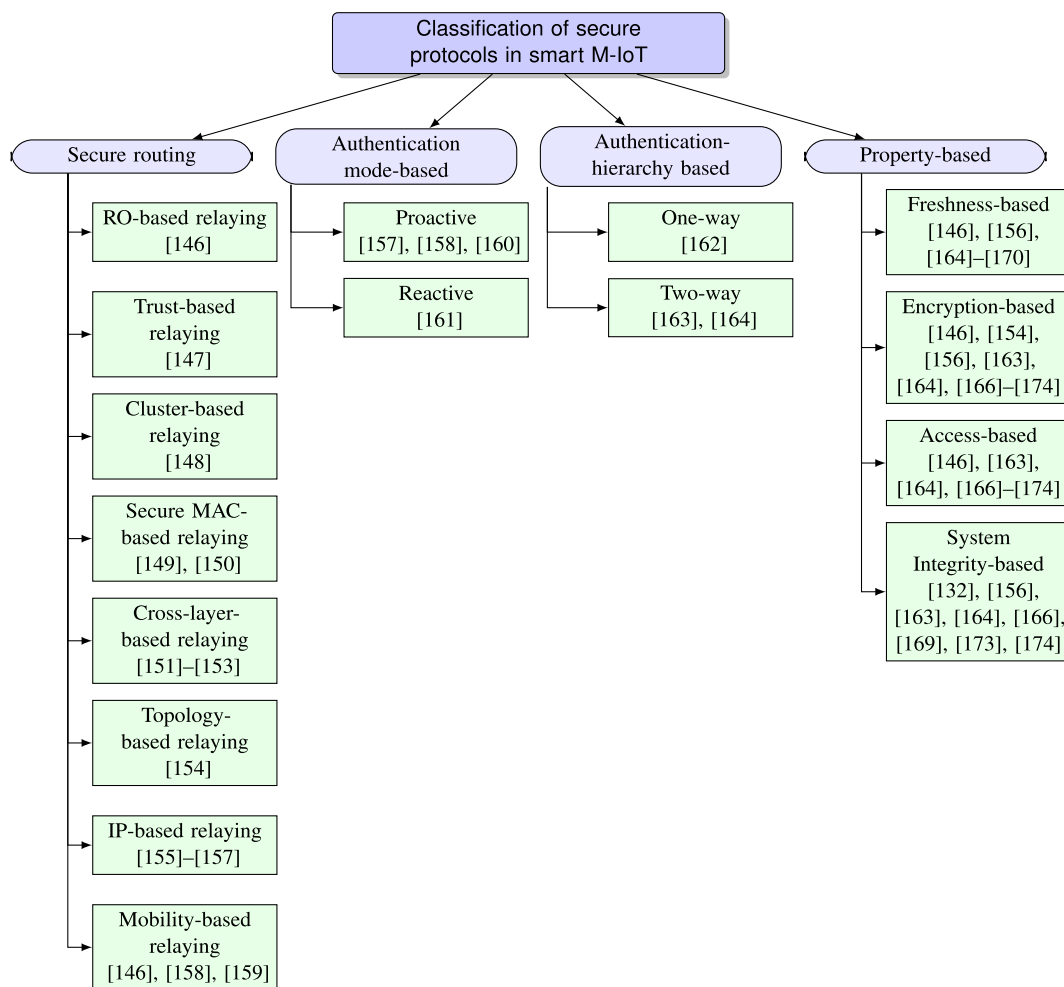 Classification of secure
protocols in smart M-IoT
Secure routing
RO-based relaying
[146]
Trust-based
relaying
[147]
Cluster-based
relaying
[148]
Secure MAC-
based relaying
[149], [150]
Cross-layer-
based relaying
[151]–[153]
Topology-
based relaying
[154]
IP-based relaying
[155]–[157]
Mobility-based
relaying
[146], [158], [159]
Authentication
mode-based
Proactive
[157], [158], [160]
Reactive
[161]
Authentication-
hierarchy based
One-way
[162]
Two-way
[163], [164]
Property-based
Freshness-based
[146], [156],
[164]–[170]
Encryption-based
[146], [154],
[156], [163],
[164], [166]–[174]
Access-based
[146], [163],
[164], [166]–[174]
System
Integrity-based
[132], [156],
[163], [164], [166],
[169], [173], [174]